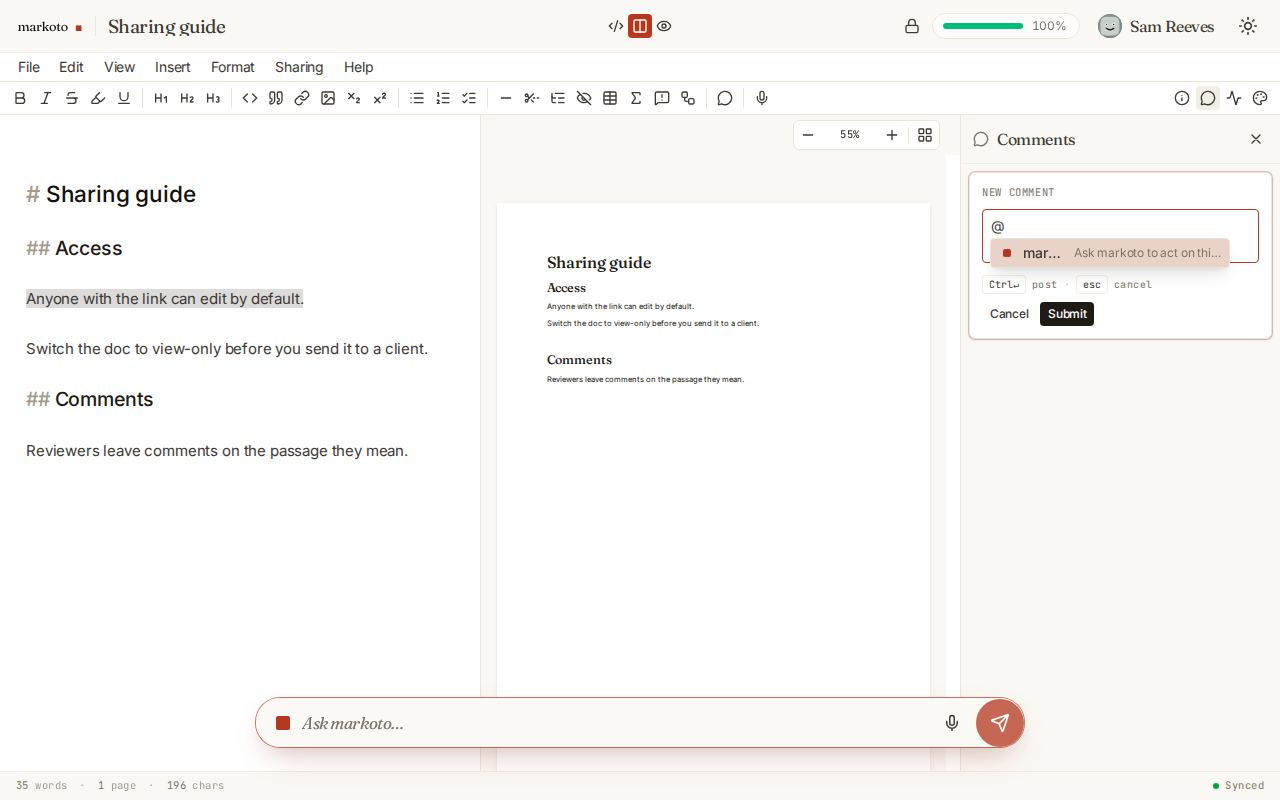 markoto
Sharing guide
</>
100%
Sam Reeves
File Edit View Insert Format Sharing Help
H1 H2 H3
55%
Comments
# Sharing guide
## Access
Anyone with the link can edit by default.
Switch the doc to view-only before you send it to a client.
## Comments
Reviewers leave comments on the passage they mean.
Sharing guide
Access
Anyone with the link can edit by default.
Switch the doc to view-only before you send it to a client.
Comments
Reviewers leave comments on the passage they mean.
NEW COMMENT
@
mar... Ask markoto to act on thi...
Ctrl↵ post · esc cancel
Cancel Submit
Ask markoto...
35 words · 1 page · 196 chars
Synced